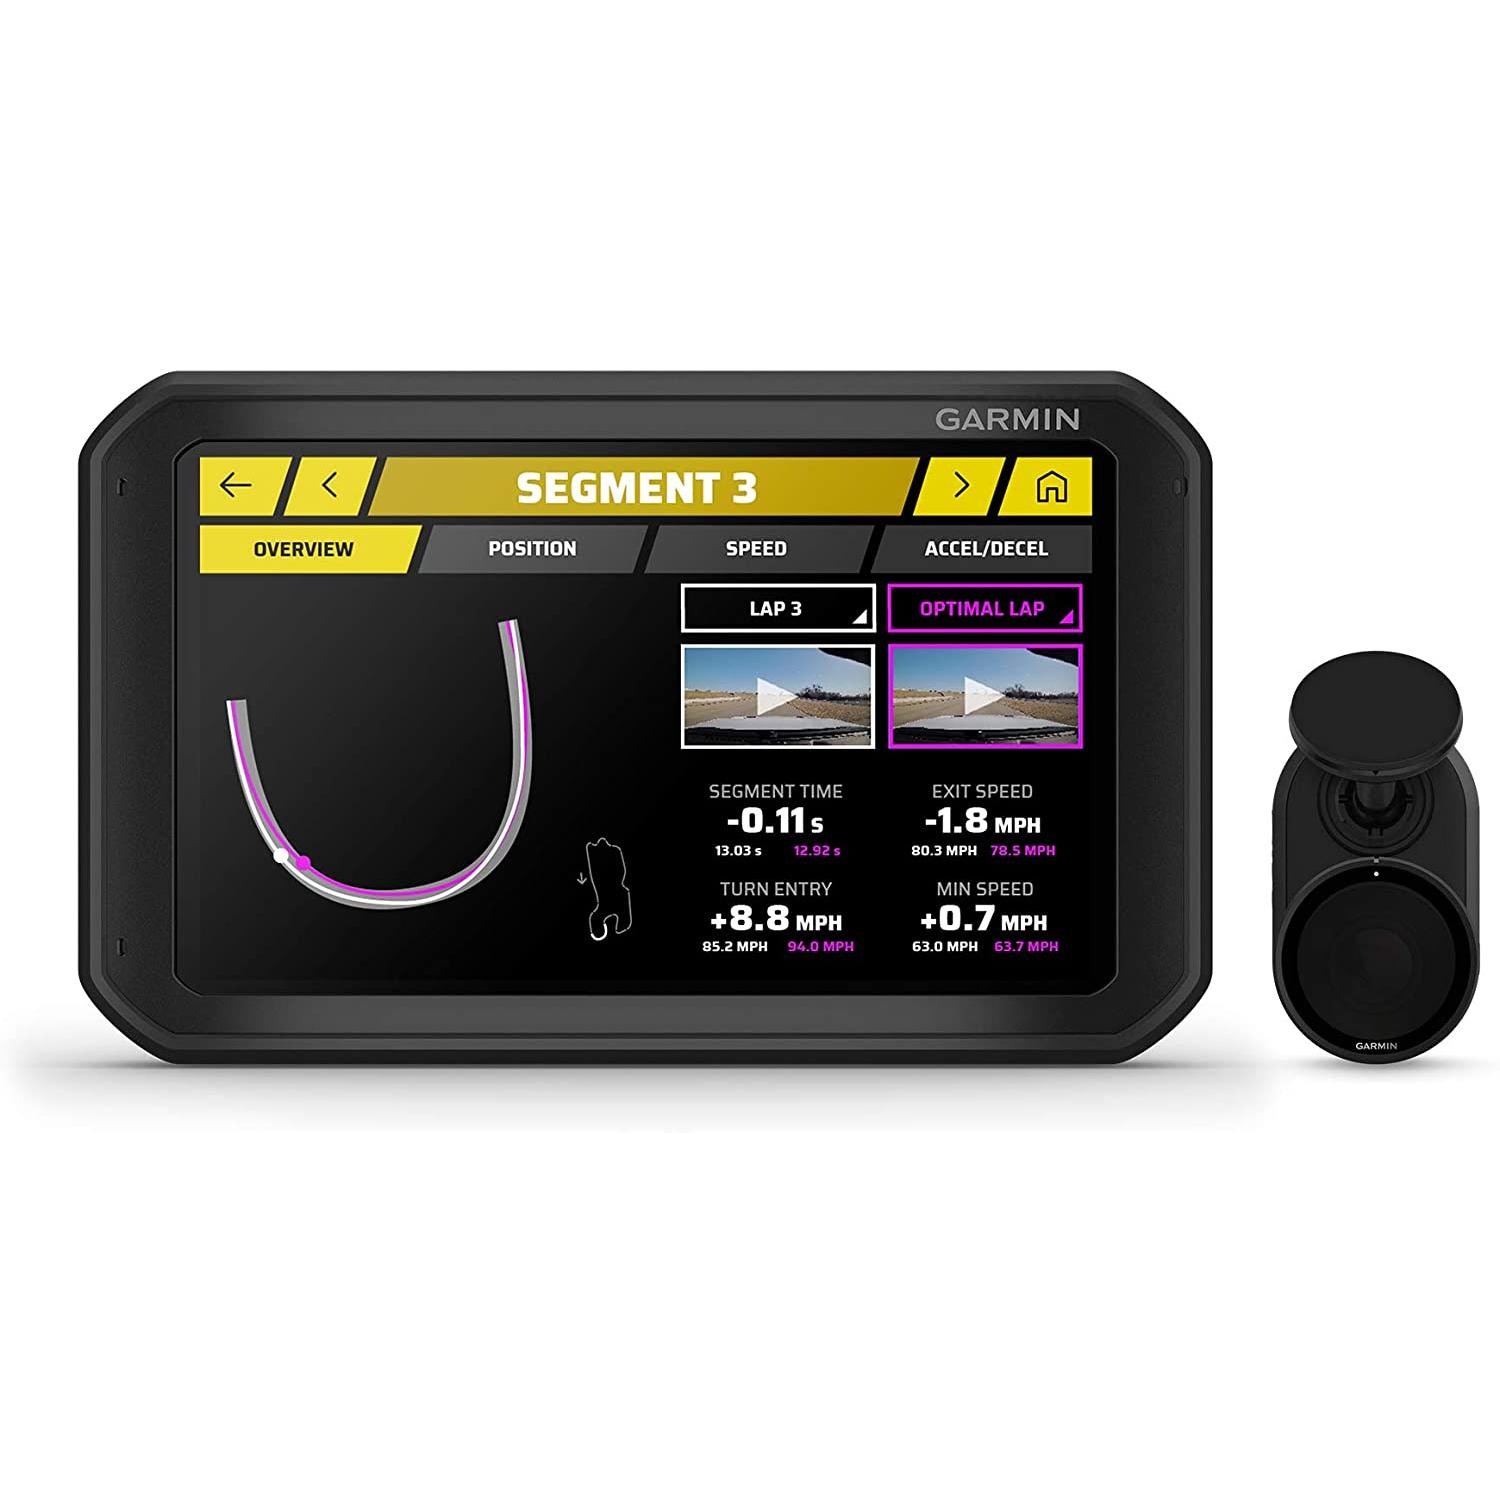 GARMIN
SEGMENT 3
OVERVIEW POSITION SPEED ACCEL/DECEL
LAP 3 OPTIMAL LAP
SEGMENT TIME EXIT SPEED
-0.11 s -1.8 MPH
13.03 s 12.92 s 80.3 MPH 78.5 MPH
TURN ENTRY MIN SPEED
+8.8 MPH +0.7 MPH
85.2 MPH 94.0 MPH 63.0 MPH 63.7 MPH
GARMIN